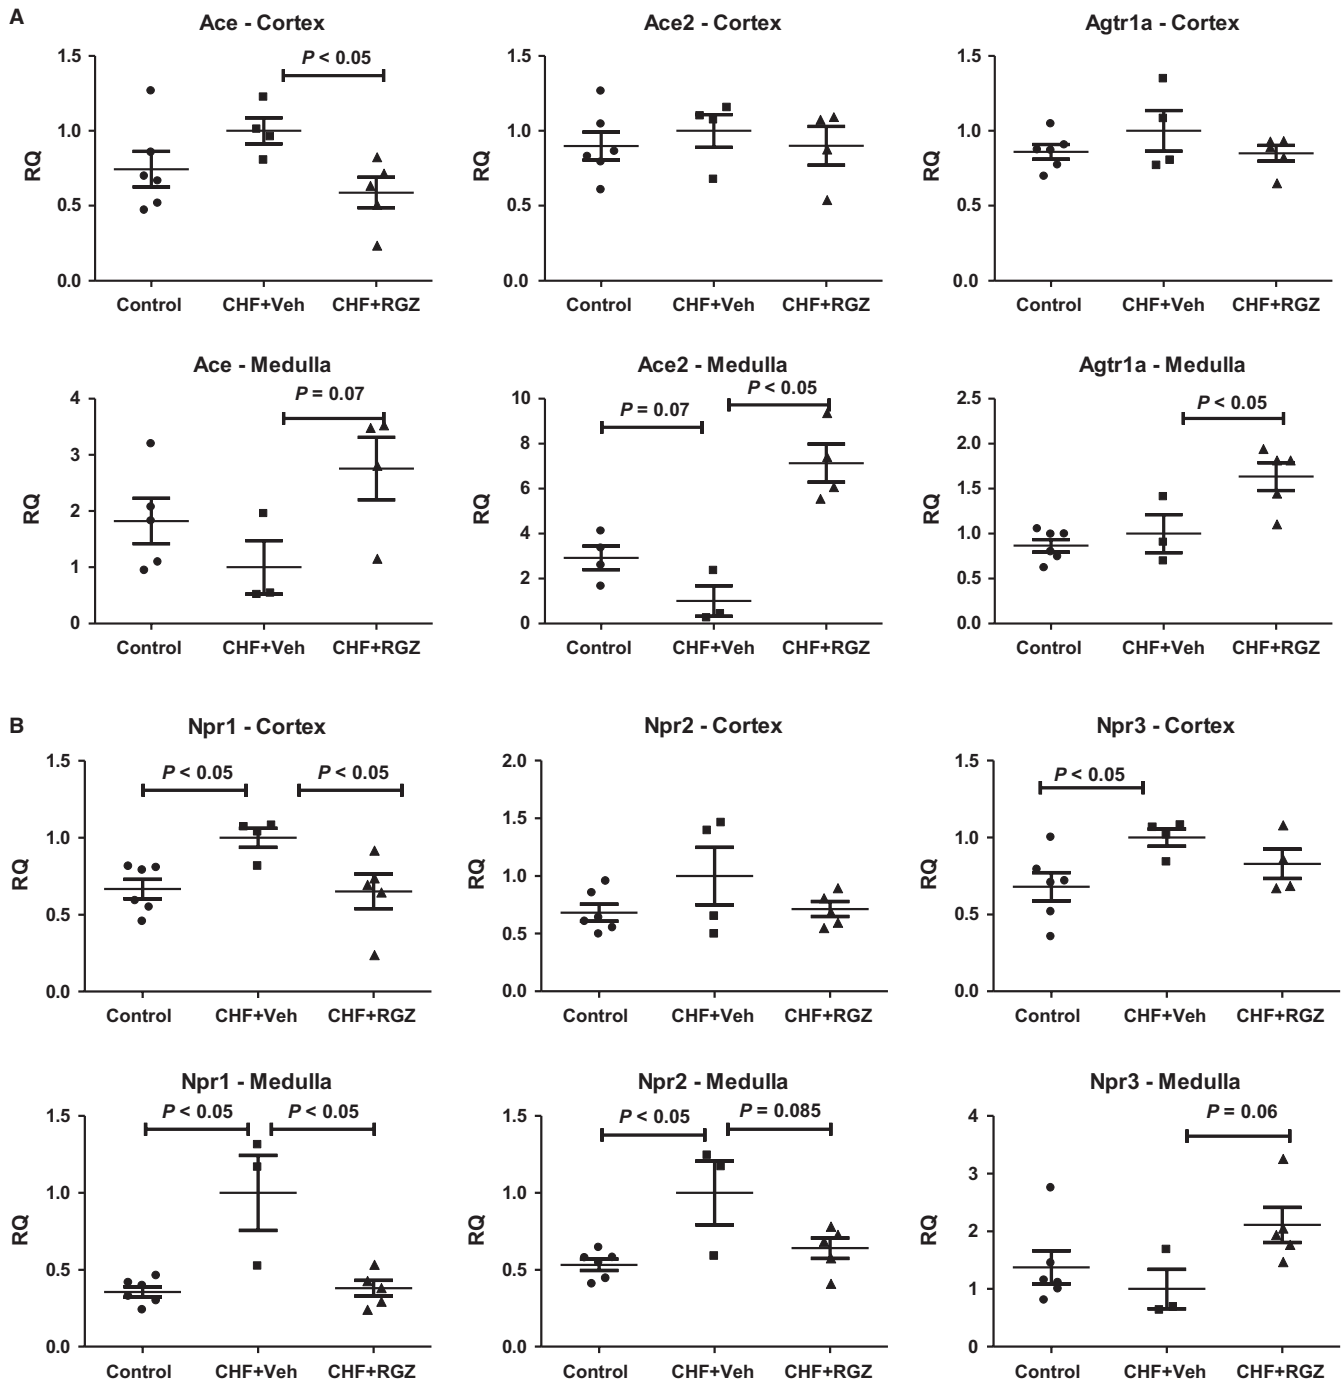 A
Ace - Cortex
Ace2 - Cortex
Agtr1a - Cortex
1.5
1.0
0.5
0.0
RQ
P < 0.05
Control
CHF+Veh
CHF+RGZ
1.5
1.0
0.5
0.0
RQ
Control
CHF+Veh
CHF+RGZ
1.5
1.0
0.5
0.0
RQ
Control
CHF+Veh
CHF+RGZ
Ace - Medulla
Ace2 - Medulla
Agtr1a - Medulla
4
3
2
1
0
RQ
P = 0.07
Control
CHF+Veh
CHF+RGZ
10
8
6
4
2
0
RQ
P = 0.07
P < 0.05
Control
CHF+Veh
CHF+RGZ
2.5
2.0
1.5
1.0
0.5
0.0
RQ
P < 0.05
Control
CHF+Veh
CHF+RGZ
B
Npr1 - Cortex
Npr2 - Cortex
Npr3 - Cortex
1.5
1.0
0.5
0.0
RQ
P < 0.05
P < 0.05
Control
CHF+Veh
CHF+RGZ
2.0
1.5
1.0
0.5
0.0
RQ
Control
CHF+Veh
CHF+RGZ
1.5
1.0
0.5
0.0
RQ
P < 0.05
Control
CHF+Veh
CHF+RGZ
Npr1 - Medulla
Npr2 - Medulla
Npr3 - Medulla
1.5
1.0
0.5
0.0
RQ
P < 0.05
P < 0.05
Control
CHF+Veh
CHF+RGZ
1.5
1.0
0.5
0.0
RQ
P < 0.05
P = 0.085
Control
CHF+Veh
CHF+RGZ
4
3
2
1
0
RQ
P = 0.06
Control
CHF+Veh
CHF+RGZ